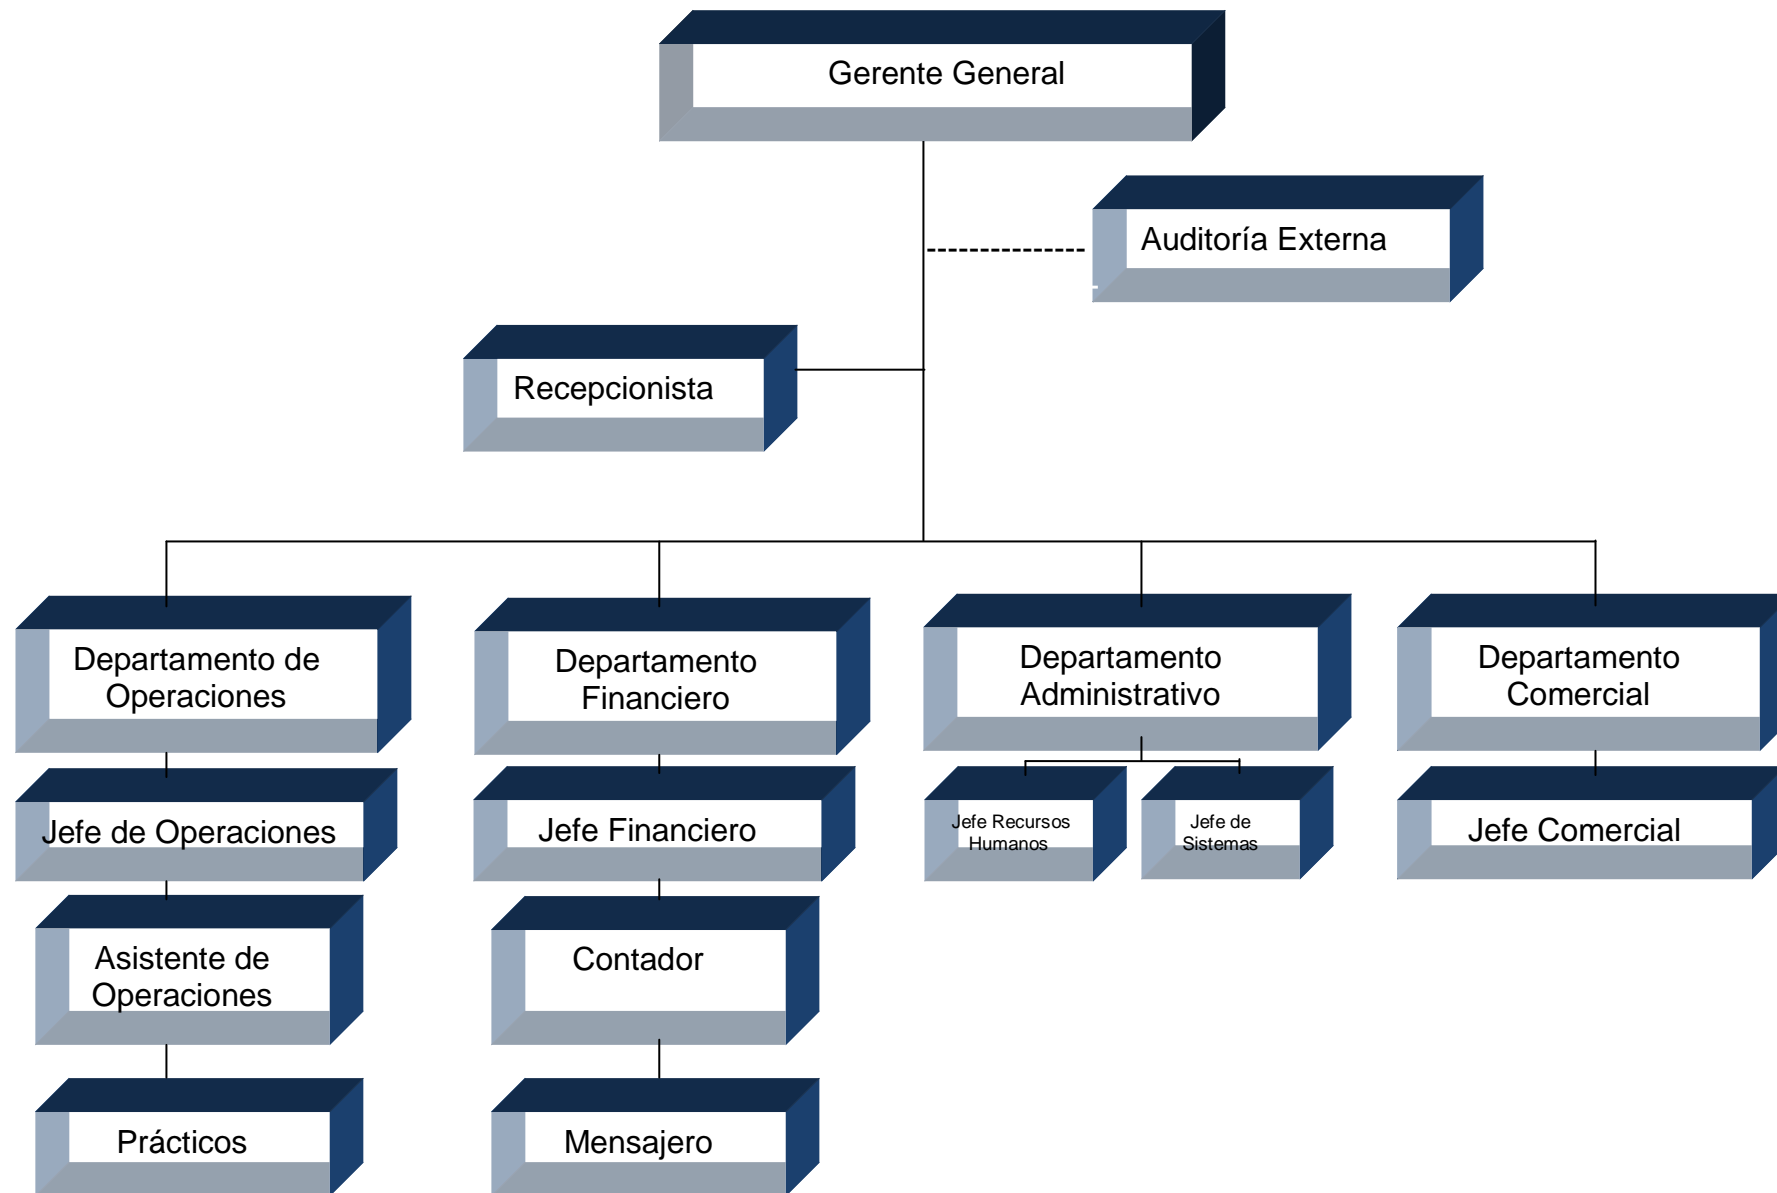 Gerente General
Auditoría Externa
Recepcionista
Departamento de
Operaciones
Departamento
Financiero
Departamento
Administrativo
Departamento
Comercial
Jefe de Operaciones
Jefe Financiero
Jefe Recursos
Humanos
Jefe de
Sistemas
Jefe Comercial
Asistente de
Operaciones
Contador
Prácticos
Mensajero